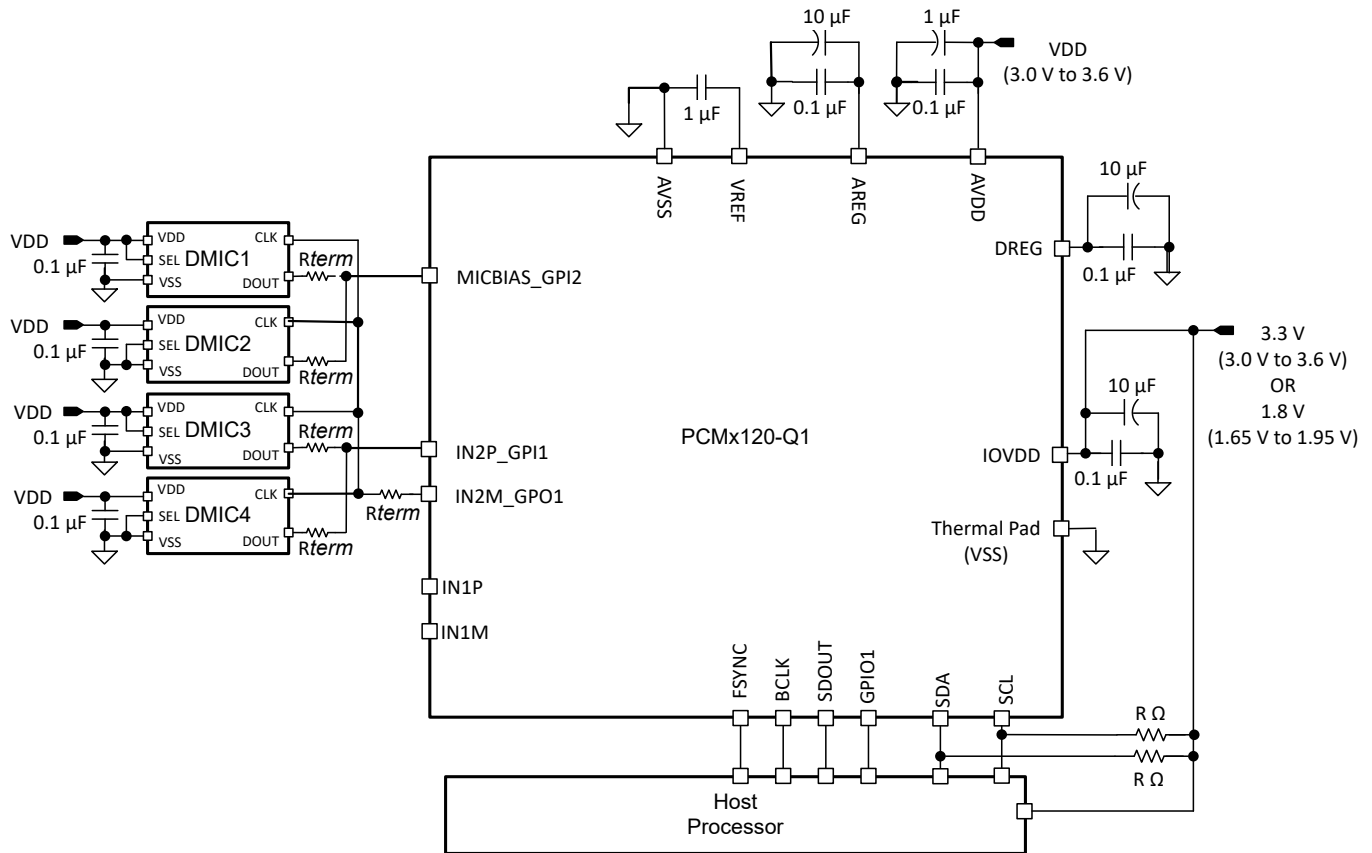 10 µF
1 µF
VDD
(3.0 V to 3.6 V)
1 µF
0.1 µF
0.1 µF
AVSS
VREF
AREG
AVDD
10 µF
DREG
0.1 µF
VDD
0.1 µF
VDD
SEL
VSS
DMIC1
CLK
DOUT
Rterm
MICBIAS_GPI2
VDD
0.1 µF
VDD
SEL
VSS
DMIC2
CLK
DOUT
Rterm
VDD
0.1 µF
VDD
SEL
VSS
DMIC3
CLK
DOUT
Rterm
IN2P_GPI1
VDD
0.1 µF
VDD
SEL
VSS
DMIC4
CLK
DOUT
Rterm
Rterm
IN2M_GPO1
PCMx120-Q1
3.3 V
(3.0 V to 3.6 V)
OR
1.8 V
(1.65 V to 1.95 V)
10 µF
IOVDD
0.1 µF
Thermal Pad
(VSS)
IN1P
IN1M
FSYNC
BCLK
SDOUT
GPIO1
SDA
SCL
R Ω
R Ω
Host
Processor